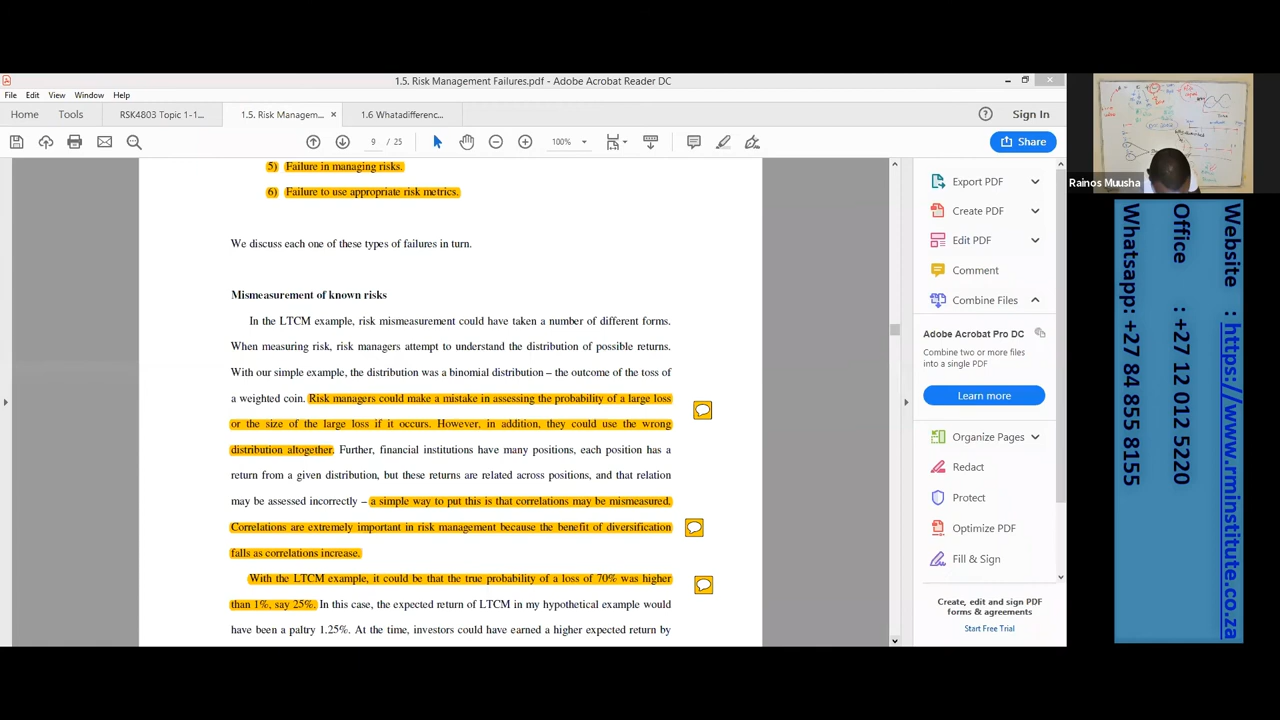 1.5. Risk Management Failures.pdf - Adobe Acrobat Reader DC
File Edit View Window Help
Home Tools RSK4803 Topic 1-1... 1.5. Risk Managem... × 1.6 Whatadifferenc... Sign In
9 / 25 100% Share
5) Failure in managing risks.
6) Failure to use appropriate risk metrics.
We discuss each one of these types of failures in turn.
Mismeasurement of known risks
In the LTCM example, risk mismeasurement could have taken a number of different forms.
When measuring risk, risk managers attempt to understand the distribution of possible returns.
With our simple example, the distribution was a binomial distribution – the outcome of the toss of
a weighted coin. Risk managers could make a mistake in assessing the probability of a large loss
or the size of the large loss if it occurs. However, in addition, they could use the wrong
distribution altogether. Further, financial institutions have many positions, each position has a
return from a given distribution, but these returns are related across positions, and that relation
may be assessed incorrectly – a simple way to put this is that correlations may be mismeasured.
Correlations are extremely important in risk management because the benefit of diversification
falls as correlations increase.
With the LTCM example, it could be that the true probability of a loss of 70% was higher
than 1%, say 25%. In this case, the expected return of LTCM in my hypothetical example would
have been a paltry 1.25%. At the time, investors could have earned a higher expected return by
Export PDF
Create PDF
Edit PDF
Comment
Combine Files
Adobe Acrobat Pro DC
Combine two or more files
into a single PDF
Learn more
Organize Pages
Redact
Protect
Optimize PDF
Fill & Sign
Create, edit and sign PDF
forms & agreements
Start Free Trial
Rainos Muusha
Website : https://www.rminstitute.co.za
Office : +27 12 012 5220
Whatsapp: +27 84 855 8155